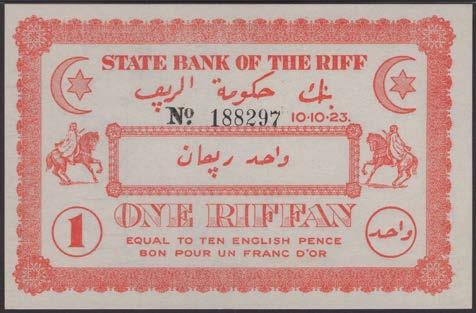 STATE BANK OF THE RIFF
بنك حكومة الريف
Nº 188297 10·10·23.
واحد ريفان
1 ONE RIFFAN واحد
EQUAL TO TEN ENGLISH PENCE
BON POUR UN FRANC D'OR